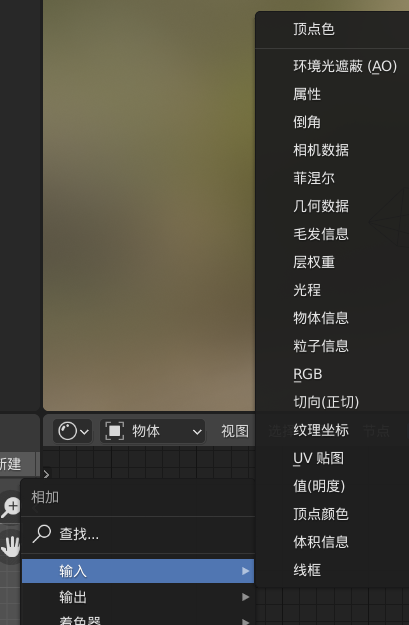 顶点色
环境光遮蔽 (AO)
属性
倒角
相机数据
菲涅尔
几何数据
毛发信息
层权重
光程
物体信息
粒子信息
RGB
切向(正切)
纹理坐标
UV 贴图
值(明度)
顶点颜色
体积信息
线框
物体
视图
新建
相加
查找...
输入
输出
着色器